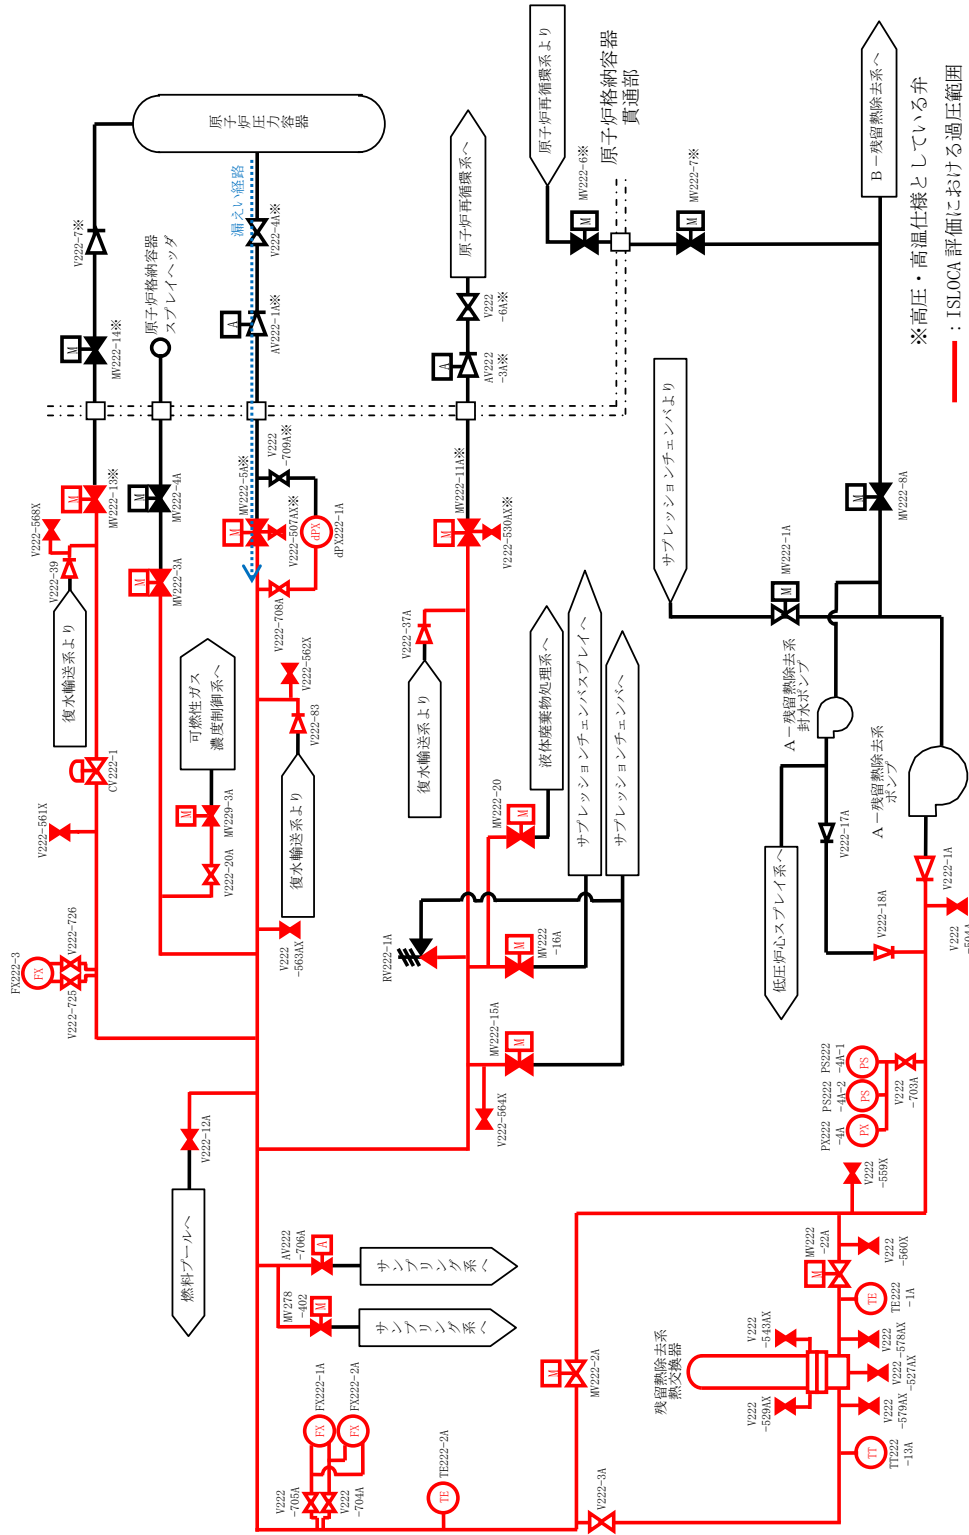 原子炉圧力容器
漏えい経路
V222-7※
MV222-14※
原子炉格納容器
スプレイヘッダ
V222-4A※
A
AV222-1A※
原子炉再循環系へ
V222
-6A※
A
AV222
-3A※
原子炉再循環系より
MV222-6※
原子炉格納容器
貫通部
MV222-7※
B－残留熱除去系へ
※高圧・高温仕様としている弁
：ISLOCA 評価における過圧範囲
M
M
M
V222-568X
MV222-13※
M
V222-39
復水輸送系より
M
MV222-4A
M
MV222-3A
V222
-709A※
MV222-5A※
M
V222-507AX※
dPX
dPX222-1A
V222-708A
MV222-11A※
M
V222-530AX※
V222-37A
復水輸送系より
サプレッションチェンバより
MV222-1A
M
M
MV222-8A
A－残留熱除去系
封水ポンプ
A－残留熱除去系
ポンプ
可燃性ガス
濃度制御系へ
M
MV229-3A
V222-20A
V222-562X
V222-83
復水輸送系より
V222
-563AX
CV222-1
V222-561X
FX222-3
FX
V222-726
V222-725
液体廃棄物処理系へ
サプレッションチェンバスプレイへ
サプレッションチェンバへ
MV222-20
M
RV222-1A
MV222
-16A
M
MV222-15A
M
V222-564X
V222-17A
低圧炉心スプレイ系へ
V222-18A
V222-1A
V222
-504A
V222-12A
燃料プールへ
AV222
-706A
A
サンプリング系へ
MV278
-402
M
サンプリング系へ
PS222
-4A-1
PS
PS222
-4A-2
PS
PX222
-4A
PX
V222
-703A
V222
-559X
MV222
-22A
M
V222
-560X
TE
TE222
-1A
V222
-543AX
V222
-578AX
残留熱除去系
熱交換器
V222
-527AX
V222
-529AX
V222
-579AX
TT
TT222
-13A
M
MV222-2A
V222-3A
FX222-1A
FX
FX222-2A
FX
V222
-705A
V222
-704A
TE222-2A
TE